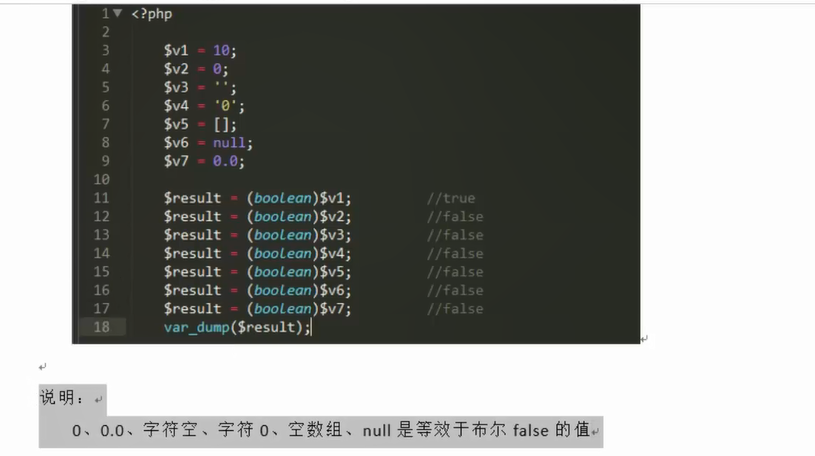 1 <?php
2
3 $v1 = 10;
4 $v2 = 0;
5 $v3 = '';
6 $v4 = '0';
7 $v5 = [];
8 $v6 = null;
9 $v7 = 0.0;
10
11 $result = (boolean)$v1; //true
12 $result = (boolean)$v2; //false
13 $result = (boolean)$v3; //false
14 $result = (boolean)$v4; //false
15 $result = (boolean)$v5; //false
16 $result = (boolean)$v6; //false
17 $result = (boolean)$v7; //false
18 var_dump($result);
说明：
0、0.0、字符空、字符 0、空数组、null 是等效于布尔 false 的值